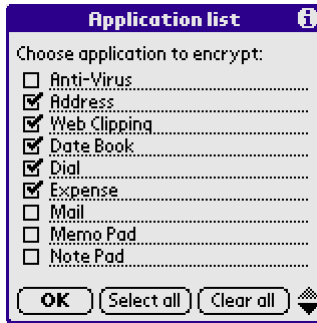 Application list
Choose application to encrypt:
Anti-Virus
Address
Web Clipping
Date Book
Dial
Expense
Mail
Memo Pad
Note Pad
OK Select all Clear all